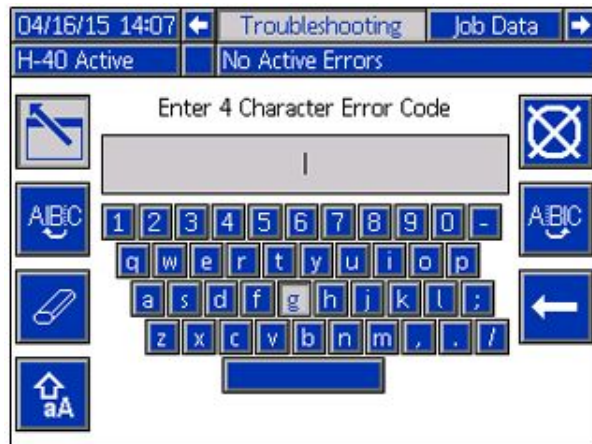 04/16/15 14:07 Troubleshooting Job Data
H-40 Active No Active Errors
Enter 4 Character Error Code
ABC ABC
1 2 3 4 5 6 7 8 9 0 -
q w e r t y u i o p
a s d f g h j k l ;
z x c v b n m , . /
aA